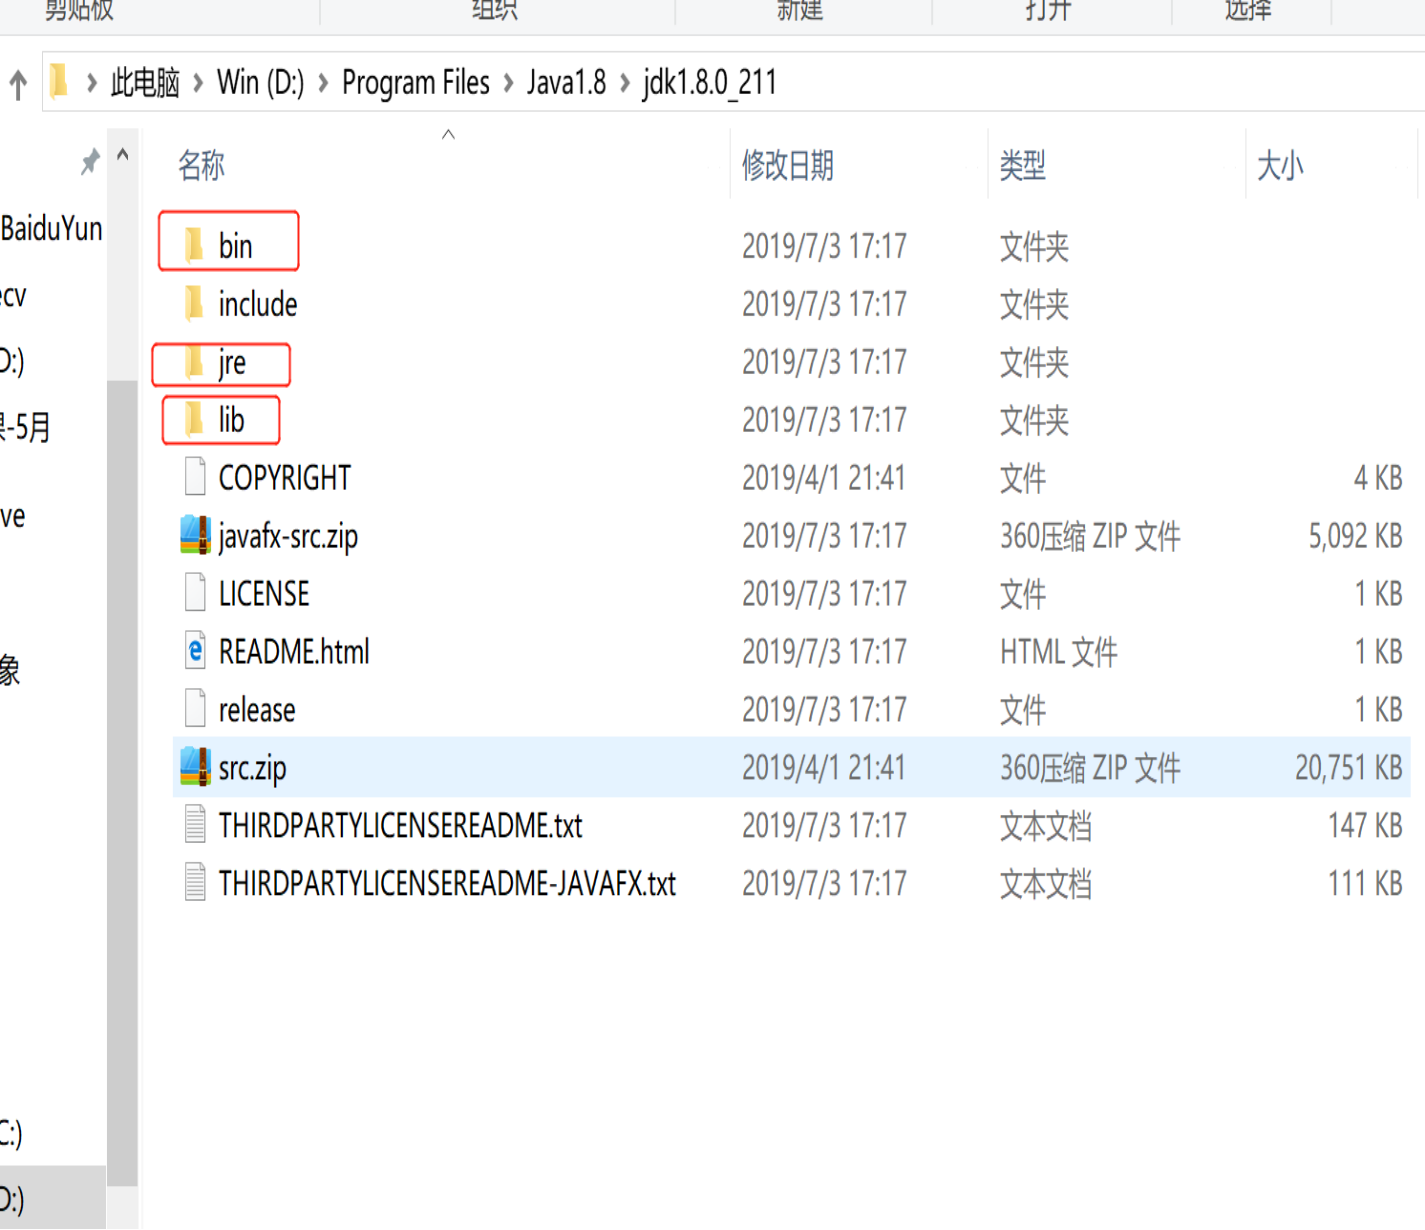 剪贴板 组织 新建 打开 选择
此电脑 Win (D:) Program Files Java1.8 jdk1.8.0_211
名称 修改日期 类型 大小
BaiduYun
bin 2019/7/3 17:17 文件夹
include 2019/7/3 17:17 文件夹
jre 2019/7/3 17:17 文件夹
D:)
lib 2019/7/3 17:17 文件夹
-5月
COPYRIGHT 2019/4/1 21:41 文件 4 KB
ve
javafx-src.zip 2019/7/3 17:17 360压缩 ZIP 文件 5,092 KB
LICENSE 2019/7/3 17:17 文件 1 KB
README.html 2019/7/3 17:17 HTML 文件 1 KB
象
release 2019/7/3 17:17 文件 1 KB
src.zip 2019/4/1 21:41 360压缩 ZIP 文件 20,751 KB
THIRDPARTYLICENSEREADME.txt 2019/7/3 17:17 文本文档 147 KB
THIRDPARTYLICENSEREADME-JAVAFX.txt 2019/7/3 17:17 文本文档 111 KB
C:)
D:)